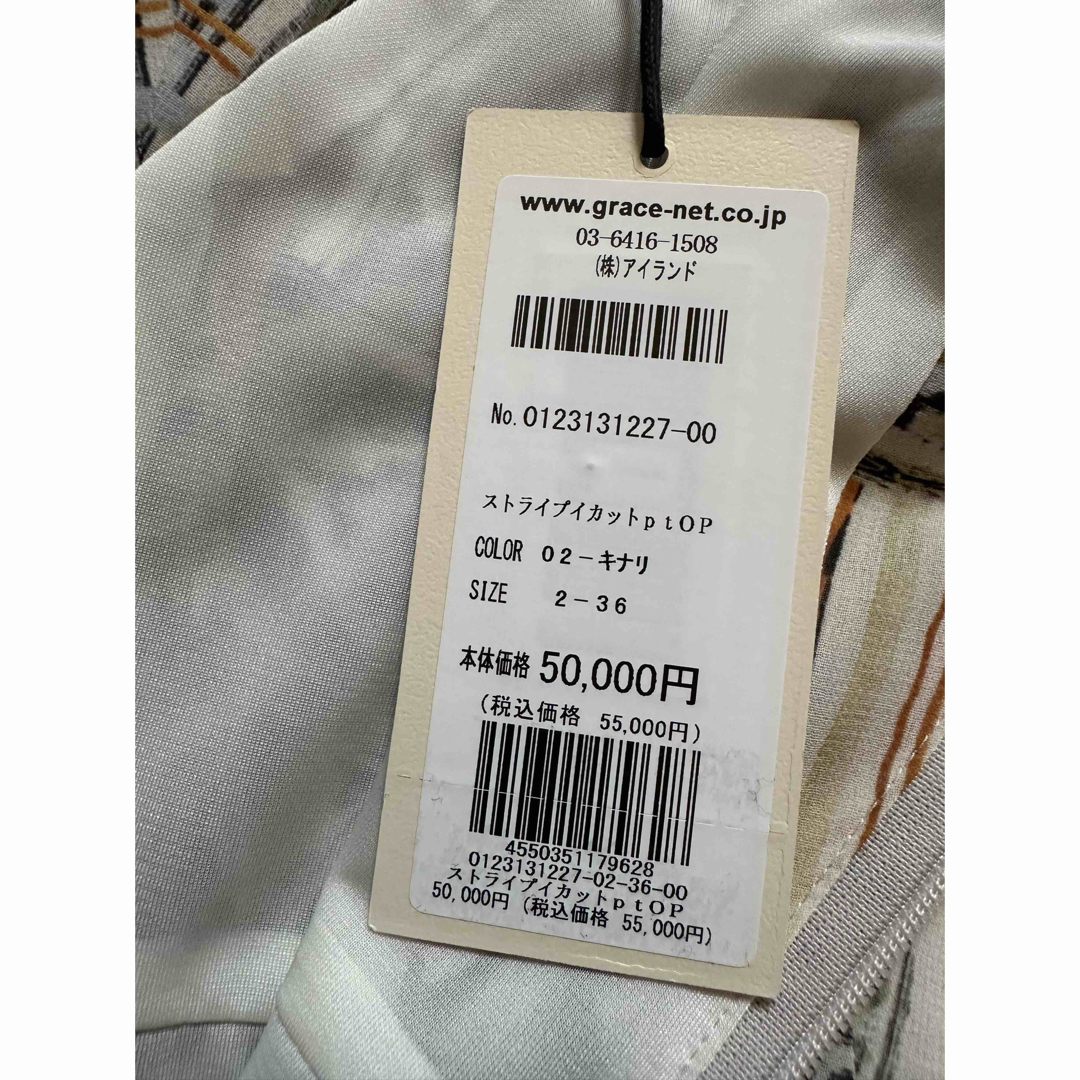 www.grace-net.co.jp
03-6416-1508
(株)アイランド
No. 0123131227-00
ストライプイカットｐｔＯＰ
COLOR ０２－キナリ
SIZE ２－３６
本体価格 50,000円
(税込価格 55,000円)
4550351179628
0123131227-02-36-00
ストライプイカットｐｔＯＰ
50,000円 (税込価格 55,000円)